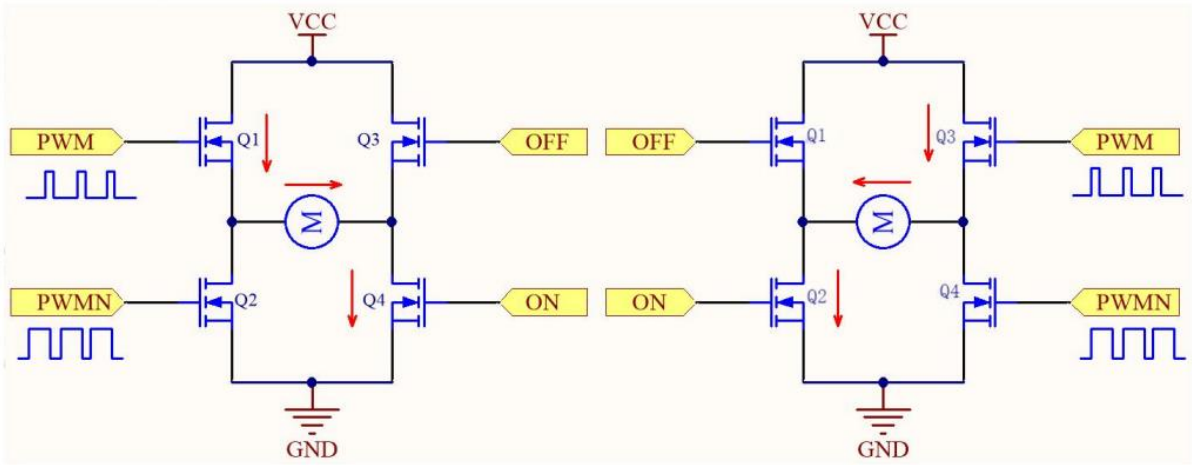 VCC
VCC
PWM
Q1
Q3
OFF
OFF
Q1
Q3
PWM
M
M
PWMN
Q2
Q4
ON
ON
Q2
Q4
PWMN
GND
GND